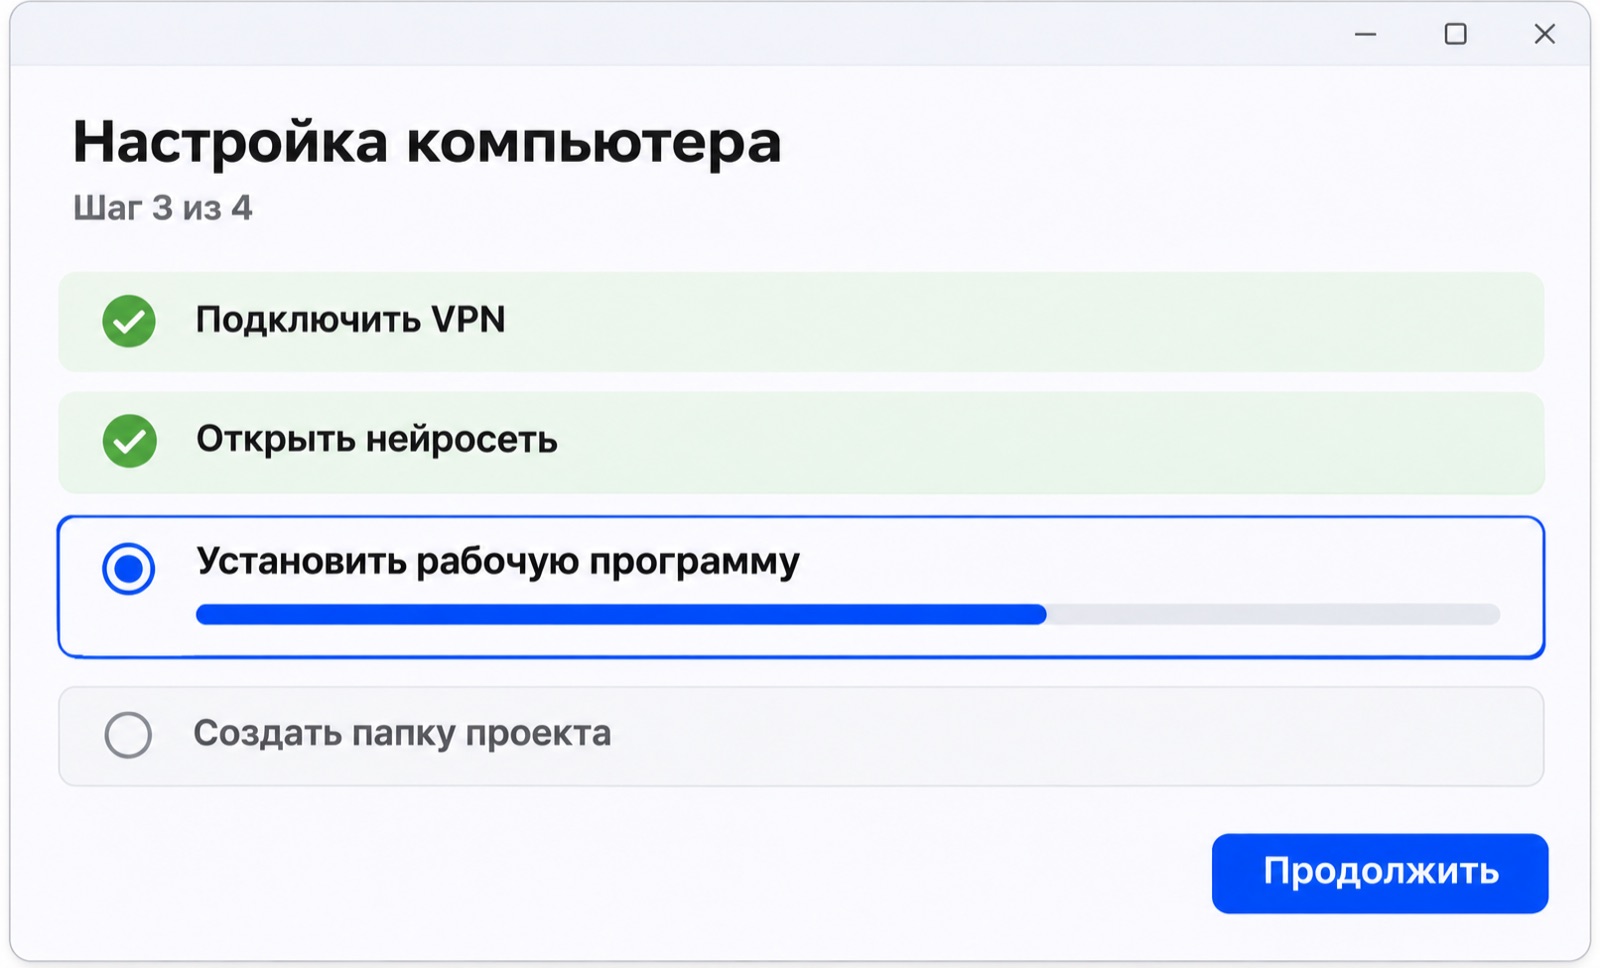 Настройка компьютера
Шаг 3 из 4
Подключить VPN
Открыть нейросеть
Установить рабочую программу
Создать папку проекта
Продолжить